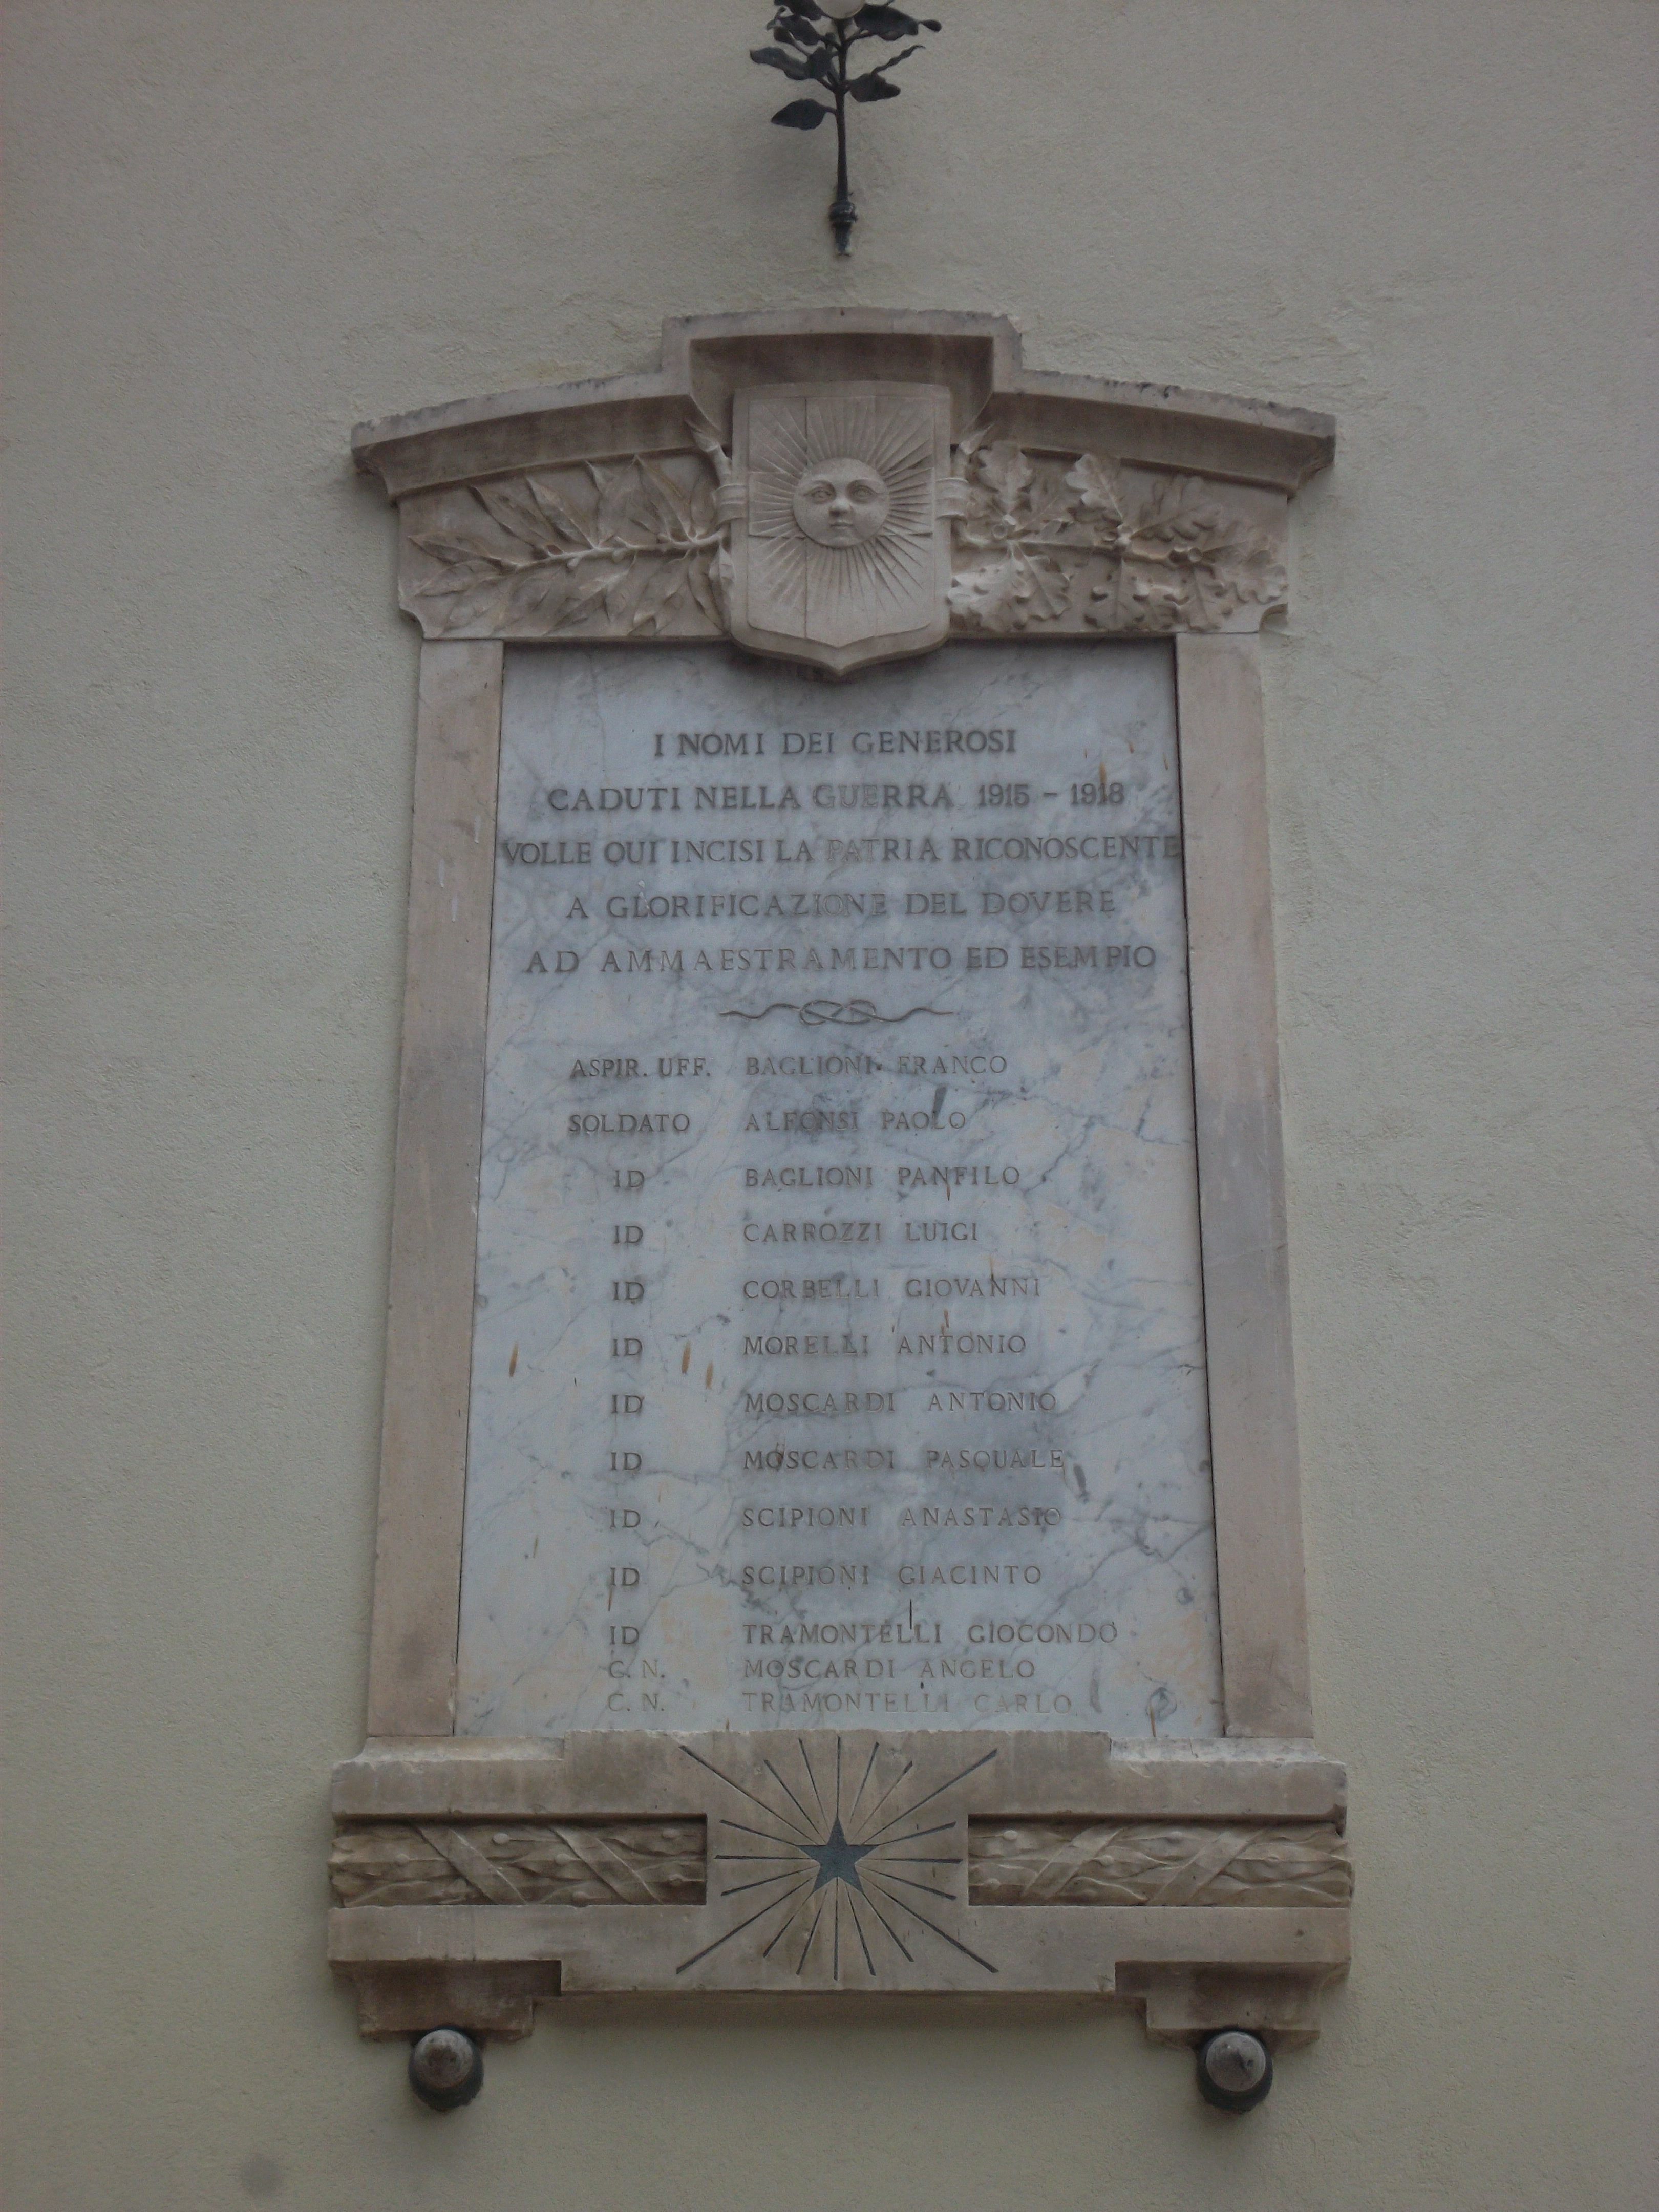 I NOMI DEI GENEROSI
CADUTI NELLA GUERRA 1915 - 1918
VOLLE QUI INCISI LA PATRIA RICONOSCENTE
A GLORIFICAZIONE DEL DOVERE
AD AMMAESTRAMENTO ED ESEMPIO
ASPIR. UFF. BAGLIONI FRANCO
SOLDATO ALFONSI PAOLO
ID BAGLIONI PANFILO
ID CARROZZI LUIGI
ID CORBELLI GIOVANNI
ID MORELLI ANTONIO
ID MOSCARDI ANTONIO
ID MOSCARDI PASQUALE
ID SCIPIONI ANASTASIO
ID SCIPIONI GIACINTO
ID TRAMONTELLI GIOCONDO
C. N. MOSCARDI ANGELO
C. N. TRAMONTELLI CARLO